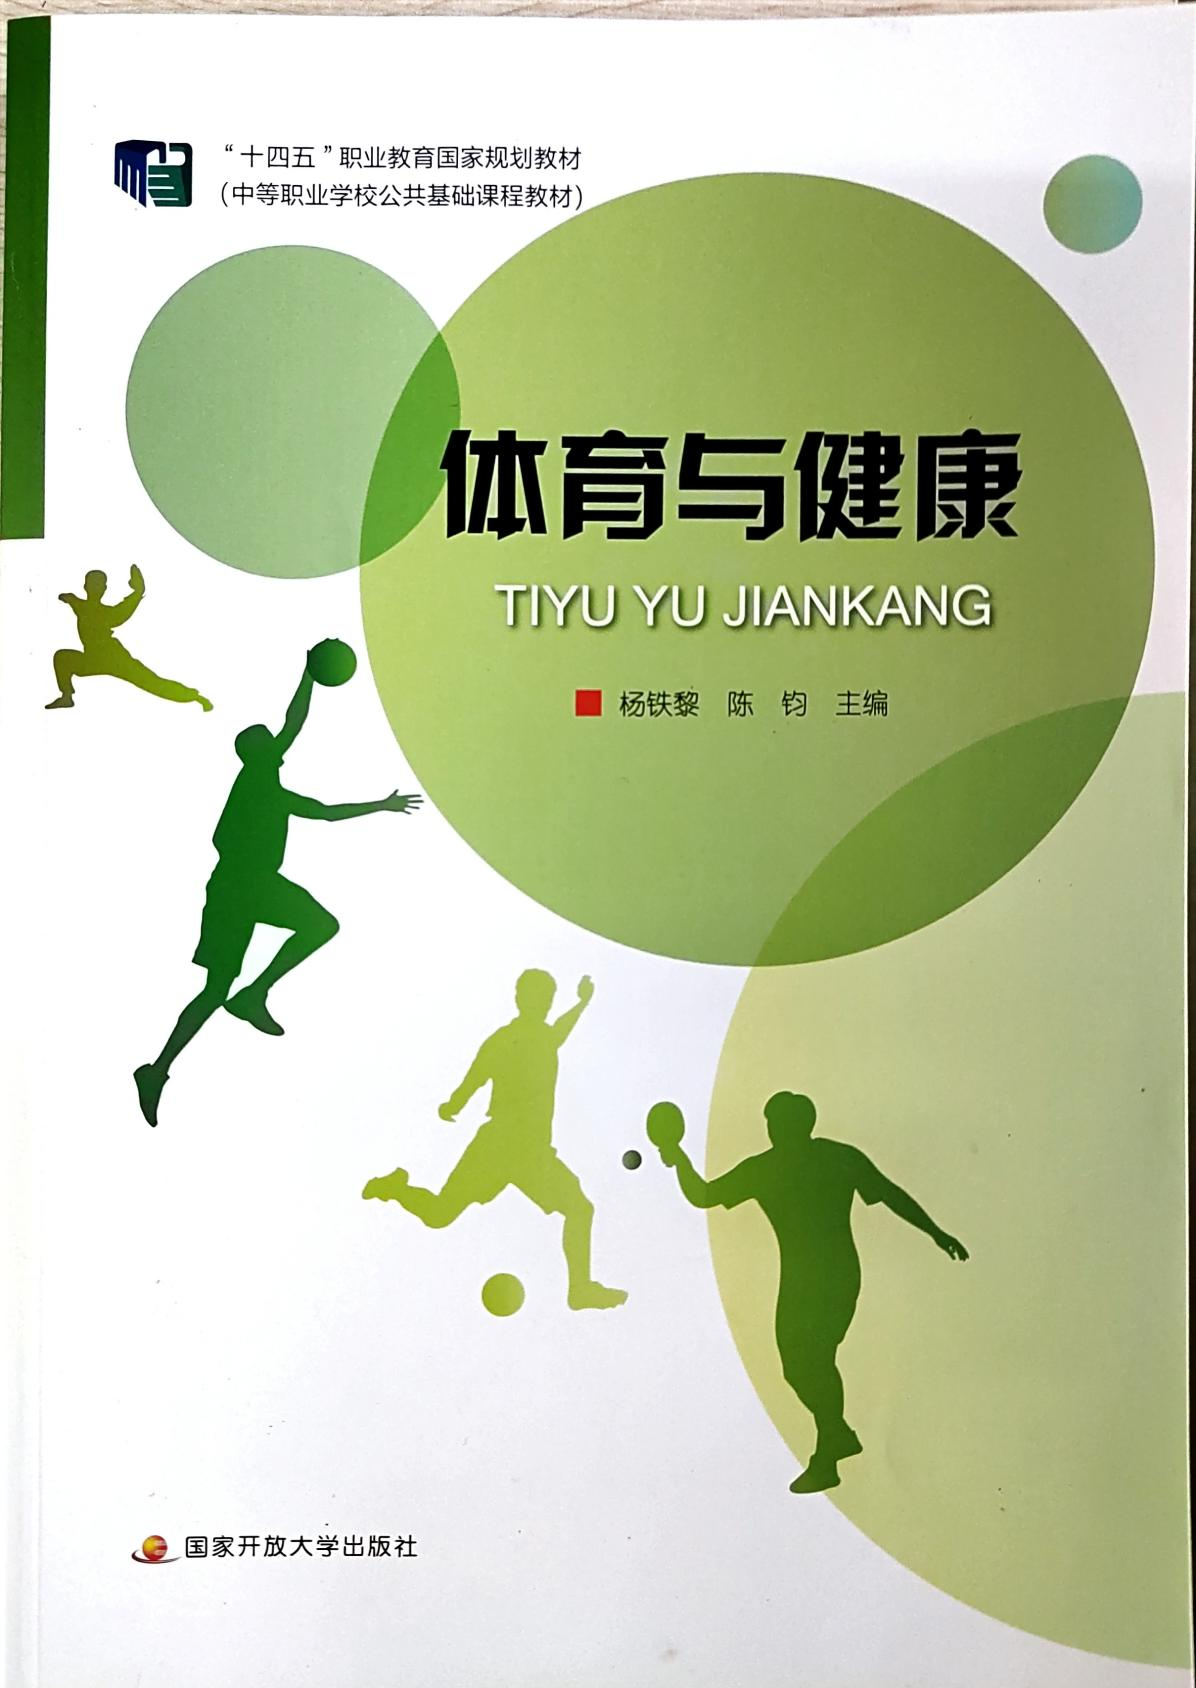 “十四五”职业教育国家规划教材
(中等职业学校公共基础课程教材)
体育与健康
TIYU YU JIANKANG
杨铁黎 陈 钧 主编
国家开放大学出版社